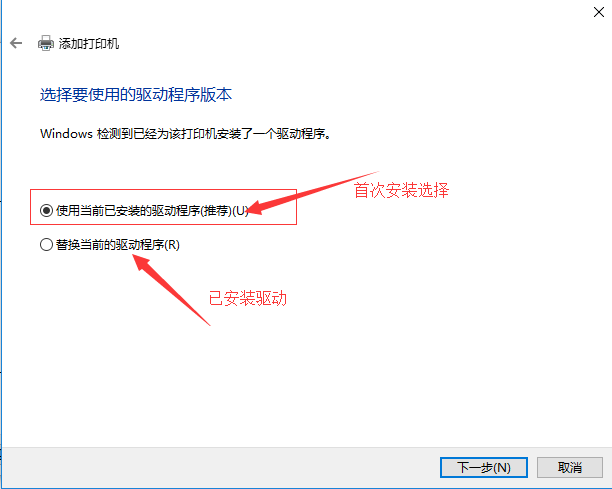 添加打印机
选择要使用的驱动程序版本
Windows 检测到已经为该打印机安装了一个驱动程序。
首次安装选择
使用当前已安装的驱动程序(推荐)(U)
替换当前的驱动程序(R)
已安装驱动
下一步(N)
取消